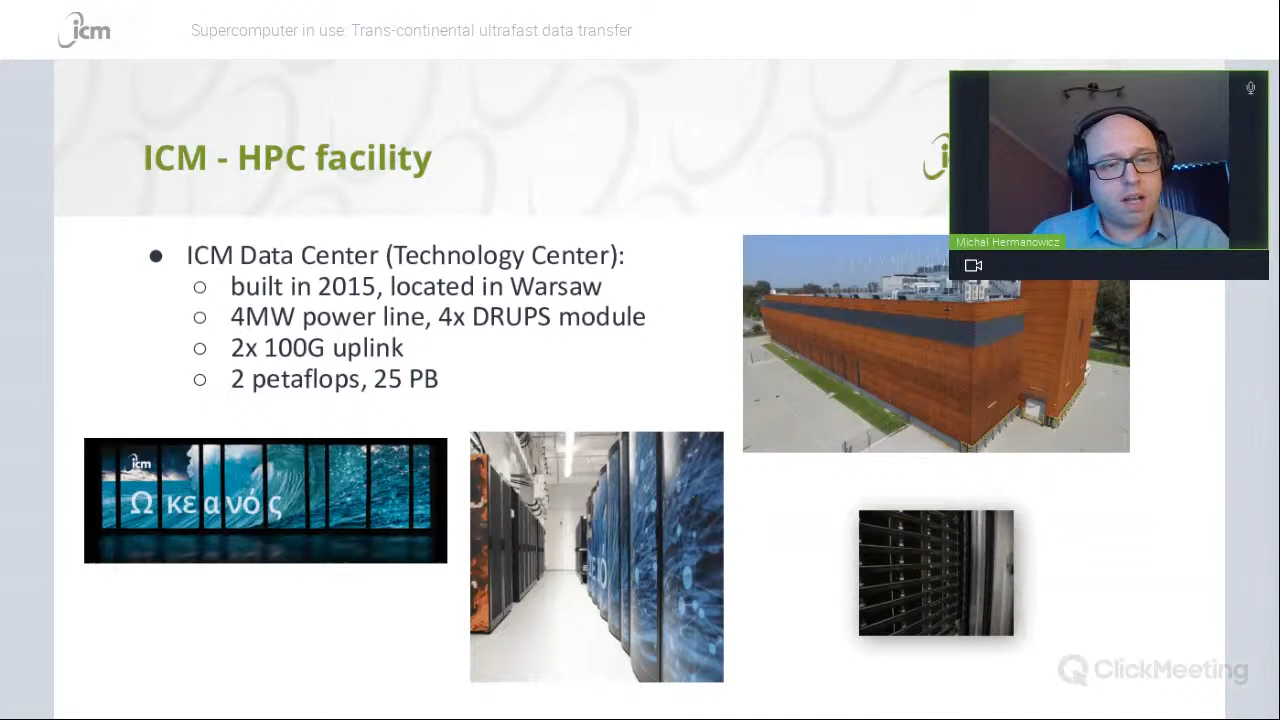 icm
Supercomputer in use: Trans-continental ultrafast data transfer
ICM - HPC facility
Michal Hermanowicz
● ICM Data Center (Technology Center):
○ built in 2015, located in Warsaw
○ 4MW power line, 4x DRUPS module
○ 2x 100G uplink
○ 2 petaflops, 25 PB
icm
Ωκεανός
ClickMeeting